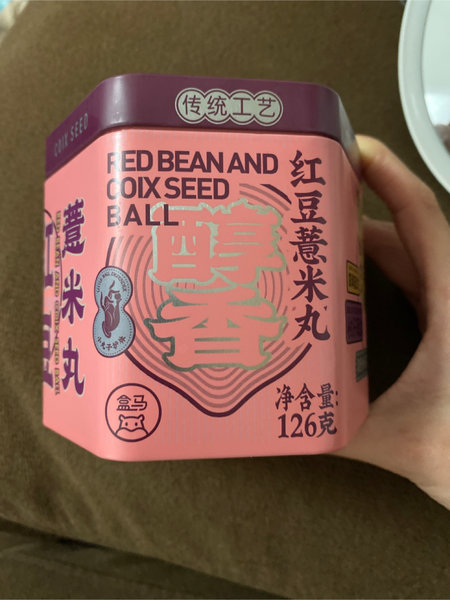 传统工艺
COIX SEED
RED BEAN AND
COIX SEED
BALL
红豆薏米丸
醇香
薏米丸
盒马
净含量:
126克